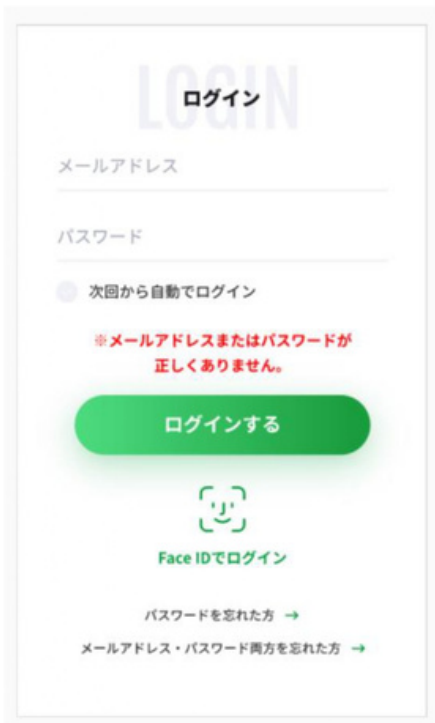 LOGIN
ログイン
メールアドレス
パスワード
次回から自動でログイン
※メールアドレスまたはパスワードが
正しくありません。
ログインする
Face IDでログイン
パスワードを忘れた方 →
メールアドレス・パスワード両方を忘れた方 →